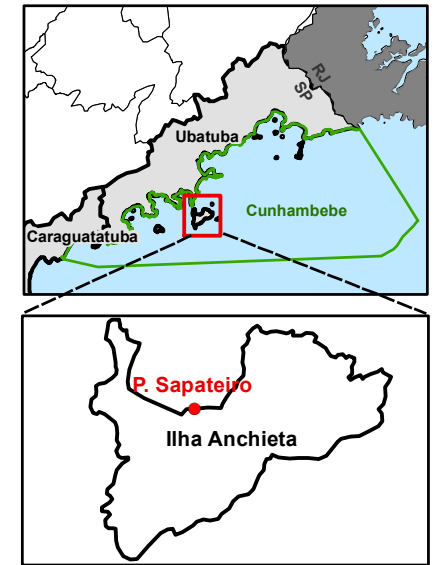 RJ
SP
Ubatuba
Cunhambebe
Caraguatatuba
P. Sapateiro
Ilha Anchieta